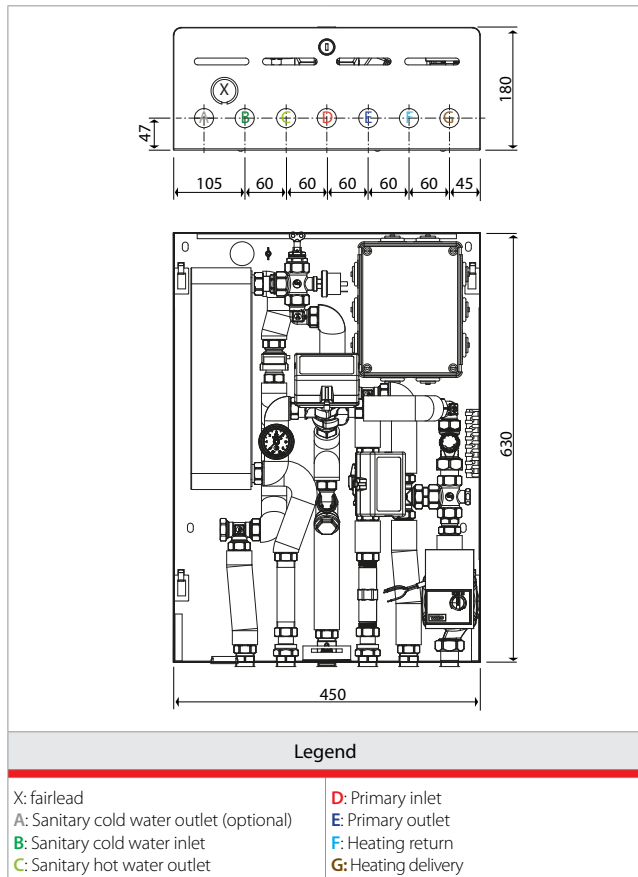 X
A B C D E F G
47
180
105 60 60 60 60 60 45
630
450
Legend
X: fairlead
A: Sanitary cold water outlet (optional)
B: Sanitary cold water inlet
C: Sanitary hot water outlet
D: Primary inlet
E: Primary outlet
F: Heating return
G: Heating delivery